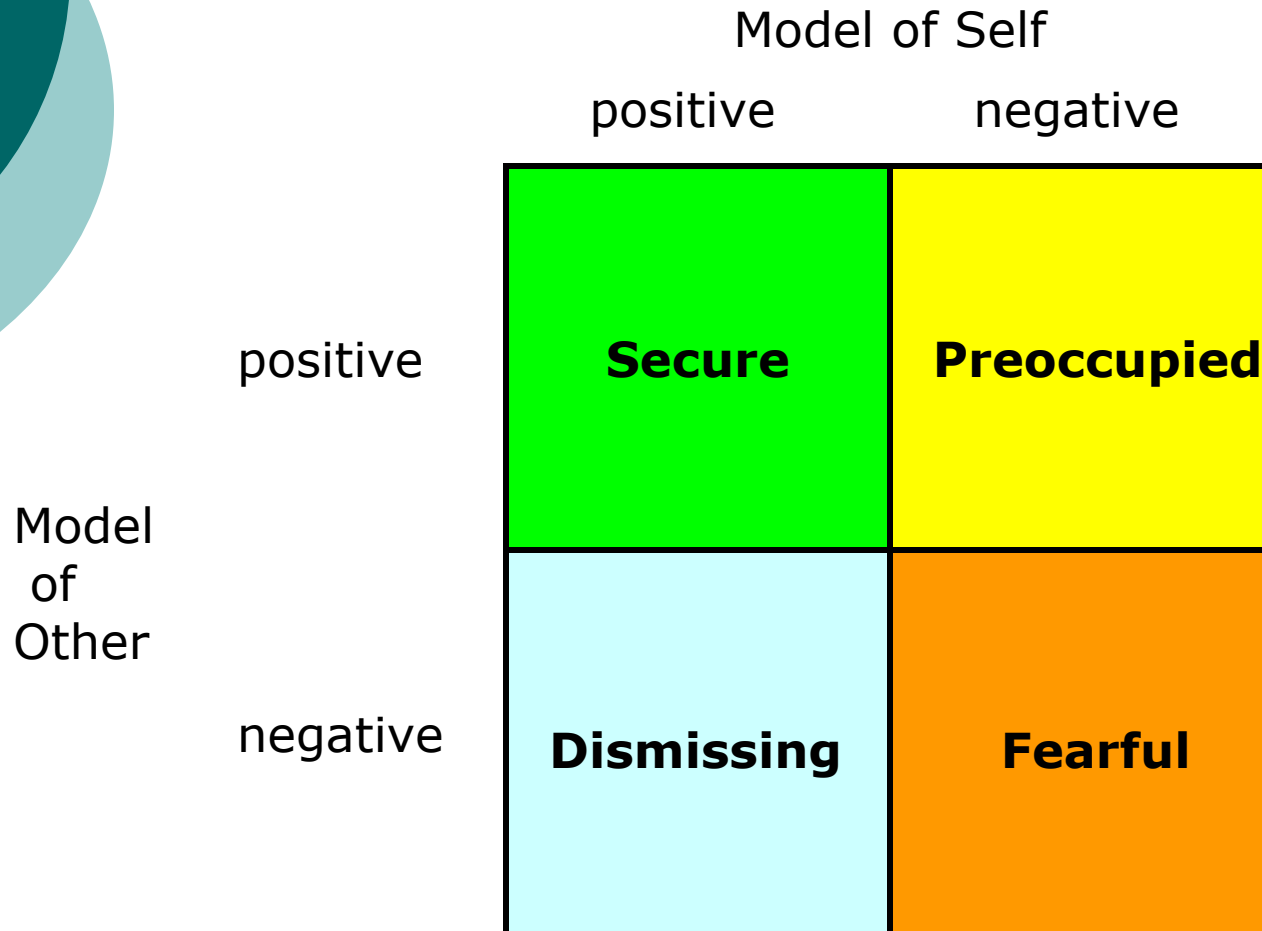 Model of Self
positive negative
positive Secure Preoccupied
Model
of
Other
negative Dismissing Fearful